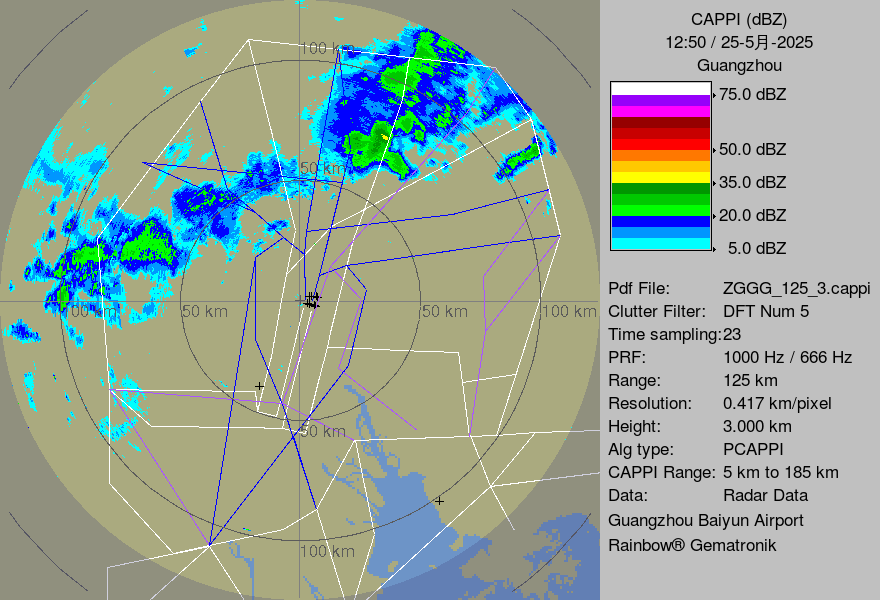 CAPPI (dBZ)
12:50 / 25-5月-2025
Guangzhou
75.0 dBZ
50.0 dBZ
35.0 dBZ
20.0 dBZ
5.0 dBZ
Pdf File: ZGGG_125_3.cappi
Clutter Filter: DFT Num 5
Time sampling:23
PRF: 1000 Hz / 666 Hz
Range: 125 km
Resolution: 0.417 km/pixel
Height: 3.000 km
Alg type: PCAPPI
CAPPI Range: 5 km to 185 km
Data: Radar Data
Guangzhou Baiyun Airport
Rainbow® Gematronik
100 km
50 km
100 km
50 km
50 km
100 km
50 km
100 km